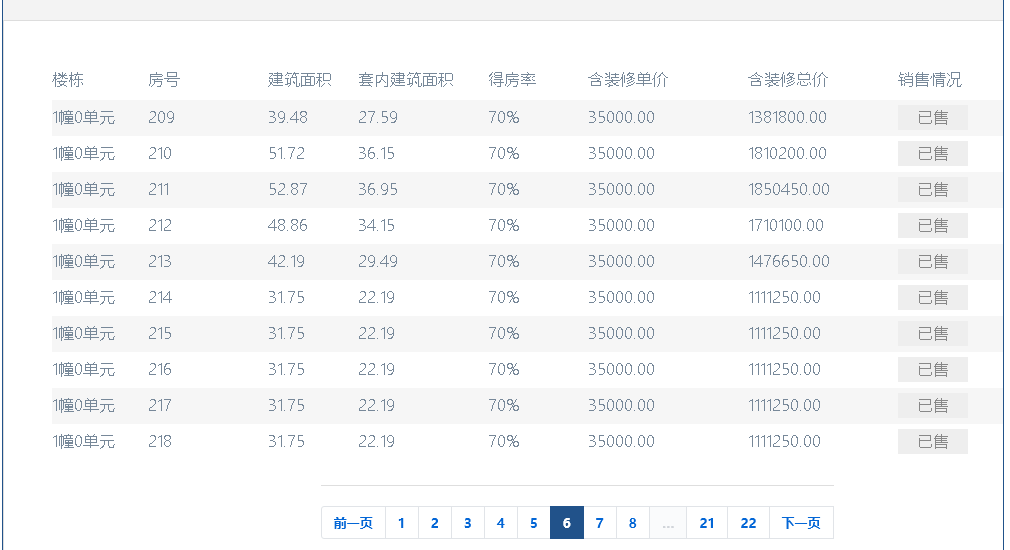 楼栋 房号 建筑面积 套内建筑面积 得房率 含装修单价 含装修总价 销售情况
1幢0单元 209 39.48 27.59 70% 35000.00 1381800.00 已售
1幢0单元 210 51.72 36.15 70% 35000.00 1810200.00 已售
1幢0单元 211 52.87 36.95 70% 35000.00 1850450.00 已售
1幢0单元 212 48.86 34.15 70% 35000.00 1710100.00 已售
1幢0单元 213 42.19 29.49 70% 35000.00 1476650.00 已售
1幢0单元 214 31.75 22.19 70% 35000.00 1111250.00 已售
1幢0单元 215 31.75 22.19 70% 35000.00 1111250.00 已售
1幢0单元 216 31.75 22.19 70% 35000.00 1111250.00 已售
1幢0单元 217 31.75 22.19 70% 35000.00 1111250.00 已售
1幢0单元 218 31.75 22.19 70% 35000.00 1111250.00 已售
前一页 1 2 3 4 5 6 7 8 ... 21 22 下一页